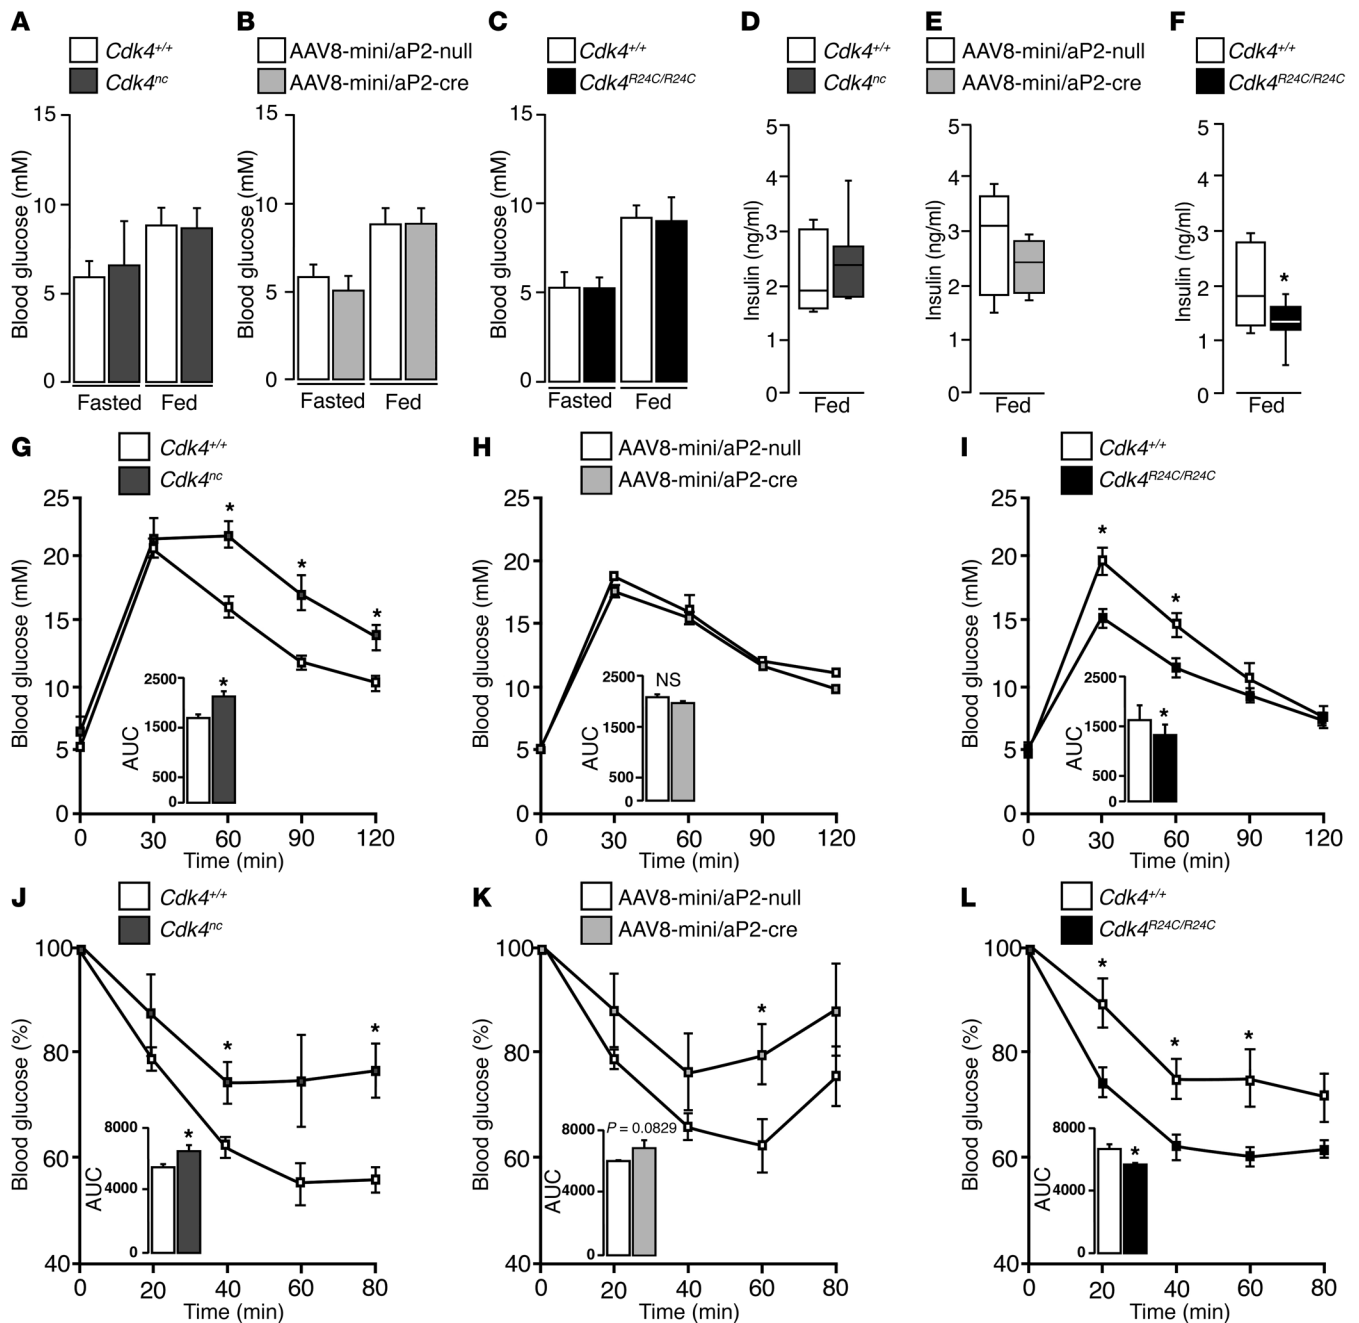 A
Cdk4+/+
Cdk4nc
Blood glucose (mM)
15
10
5
0
Fasted
Fed
B
AAV8-mini/aP2-null
AAV8-mini/aP2-cre
Blood glucose (mM)
15
10
5
0
Fasted
Fed
C
Cdk4+/+
Cdk4R24C/R24C
Blood glucose (mM)
15
10
5
0
Fasted
Fed
D
Cdk4+/+
Cdk4nc
Insulin (ng/ml)
5
4
3
2
1
0
Fed
E
AAV8-mini/aP2-null
AAV8-mini/aP2-cre
Insulin (ng/ml)
5
4
3
2
1
0
Fed
F
Cdk4+/+
Cdk4R24C/R24C
Insulin (ng/ml)
5
4
3
2
1
0
*
Fed
G
Cdk4+/+
Cdk4nc
Blood glucose (mM)
25
20
15
10
5
0
*
*
*
AUC
2500
1500
500
0
*
0 30 60 90 120
Time (min)
H
AAV8-mini/aP2-null
AAV8-mini/aP2-cre
Blood glucose (mM)
25
20
15
10
5
0
AUC
2500
1500
500
0
NS
0 30 60 90 120
Time (min)
I
Cdk4+/+
Cdk4R24C/R24C
Blood glucose (mM)
25
20
15
10
5
0
*
*
AUC
2500
1500
500
0
*
0 30 60 90 120
Time (min)
J
Cdk4+/+
Cdk4nc
Blood glucose (%)
100
80
60
40
*
*
AUC
8000
4000
0
*
0 20 40 60 80
Time (min)
K
AAV8-mini/aP2-null
AAV8-mini/aP2-cre
Blood glucose (%)
100
80
60
40
*
AUC
8000
4000
0
P = 0.0829
0 20 40 60 80
Time (min)
L
Cdk4+/+
Cdk4R24C/R24C
Blood glucose (%)
100
80
60
40
*
*
*
AUC
8000
4000
0
*
0 20 40 60 80
Time (min)